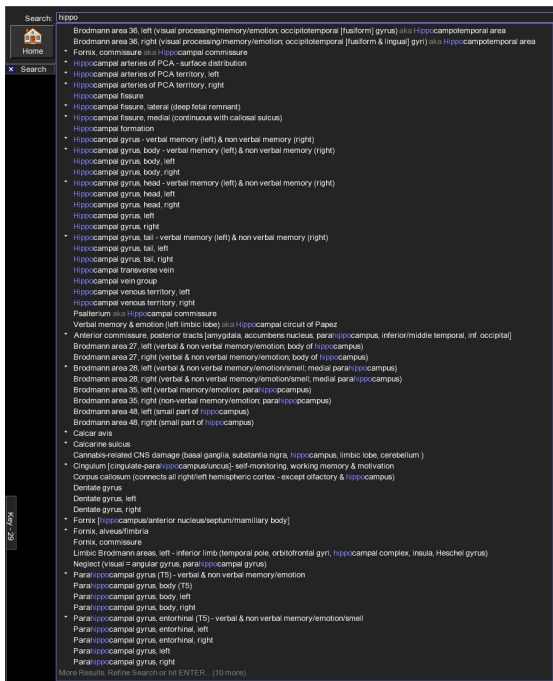 Search: hippo
Home
× Search
Key - 29
Brodmann area 36, left (visual processing/memory/emotion; occipitotemporal [fusiform] gyrus) aka Hippocampotemporal area
Brodmann area 36, right (visual processing/memory/emotion; occipitotemporal [fusiform & lingual] gyri) aka Hippocampotemporal area
* Fornix, commissure aka Hippocampal commissure
* Hippocampal arteries of PCA - surface distribution
* Hippocampal arteries of PCA territory, left
* Hippocampal arteries of PCA territory, right
Hippocampal fissure
* Hippocampal fissure, lateral (deep fetal remnant)
* Hippocampal fissure, medial (continuous with callosal sulcus)
Hippocampal formation
* Hippocampal gyrus - verbal memory (left) & non verbal memory (right)
* Hippocampal gyrus, body - verbal memory (left) & non verbal memory (right)
Hippocampal gyrus, body, left
Hippocampal gyrus, body, right
* Hippocampal gyrus, head - verbal memory (left) & non verbal memory (right)
Hippocampal gyrus, head, left
Hippocampal gyrus, head, right
Hippocampal gyrus, left
Hippocampal gyrus, right
* Hippocampal gyrus, tail - verbal memory (left) & non verbal memory (right)
Hippocampal gyrus, tail, left
Hippocampal gyrus, tail, right
Hippocampal transverse vein
Hippocampal vein group
Hippocampal venous territory, left
Hippocampal venous territory, right
Psalterium aka Hippocampal commissure
Verbal memory & emotion (left limbic lobe) aka Hippocampal circuit of Papez
* Anterior commissure, posterior tracts [amygdala, accumbens nucleus, parahippocampus, inferior/middle temporal, inf. occipital]
Brodmann area 27, left (verbal & non verbal memory/emotion; body of hippocampus)
Brodmann area 27, right (verbal & non verbal memory/emotion; body of hippocampus)
* Brodmann area 28, left (verbal & non verbal memory/emotion/smell; medial parahippocampus)
Brodmann area 28, right (verbal & non verbal memory/emotion/smell; medial parahippocampus)
Brodmann area 35, left (verbal memory/emotion; parahippopcampus)
Brodmann area 35, right (non-verbal memory/emotion; parahippopcampus)
Brodmann area 48, left (small part of hippocampus)
Brodmann area 48, right (small part of hippocampus)
* Calcar avis
* Calcarine sulcus
Cannabis-related CNS damage (basal ganglia, substantia nigra, hippocampus, limbic lobe, cerebellum )
* Cingulum [cingulate-parahippocampus/uncus]- self-monitoring, working memory & motivation
Corpus callosum (connects all right/left hemispheric cortex - except olfactory & hippocampus)
Dentate gyrus
Dentate gyrus, left
Dentate gyrus, right
* Fornix [hippocampus/anterior nucleus/septum/mamillary body]
* Fornix, alveus/fimbria
Fornix, commissure
Limbic Brodmann areas, left - inferior limb (temporal pole, orbitofrontal gyri, hippocampal complex, insula, Heschel gyrus)
Neglect (visual = angular gyrus, parahippocampal gyrus)
* Parahippocampal gyrus (T5) - verbal & non verbal memory/emotion
Parahippocampal gyrus, body (T5)
Parahippocampal gyrus, body, left
Parahippocampal gyrus, body, right
* Parahippocampal gyrus, entorhinal (T5) - verbal & non verbal memory/emotion/smell
Parahippocampal gyrus, entorhinal, left
Parahippocampal gyrus, entorhinal, right
Parahippocampal gyrus, left
Parahippocampal gyrus, right
More Results, Refine Search or hit ENTER... (10 more)